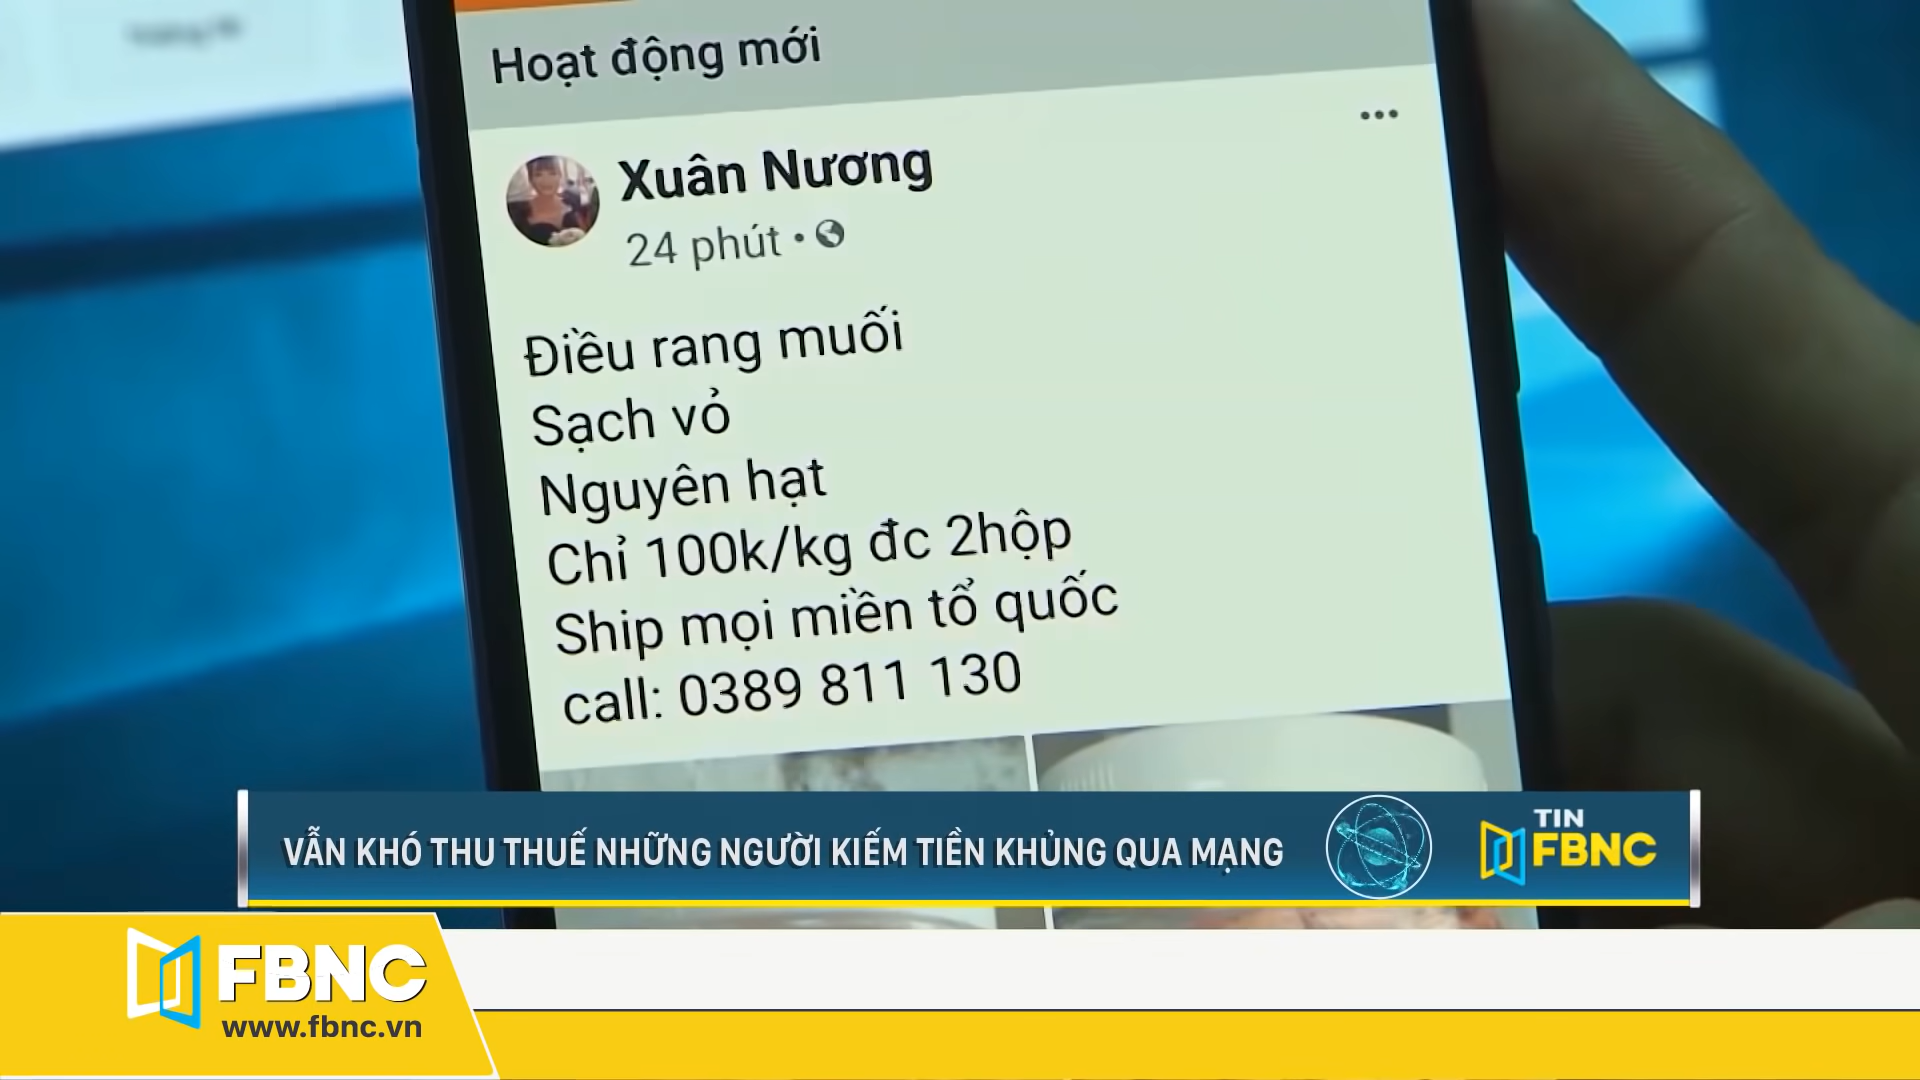 Hoạt động mới
Xuân Nương
24 phút
Điều rang muối
Sạch vỏ
Nguyên hạt
Chỉ 100k/kg đc 2hộp
Ship mọi miền tổ quốc
call: 0389 811 130
VẪN KHÓ THU THUẾ NHỮNG NGƯỜI KIẾM TIỀN KHỦNG QUA MẠNG
TIN
FBNC
FBNC
www.fbnc.vn